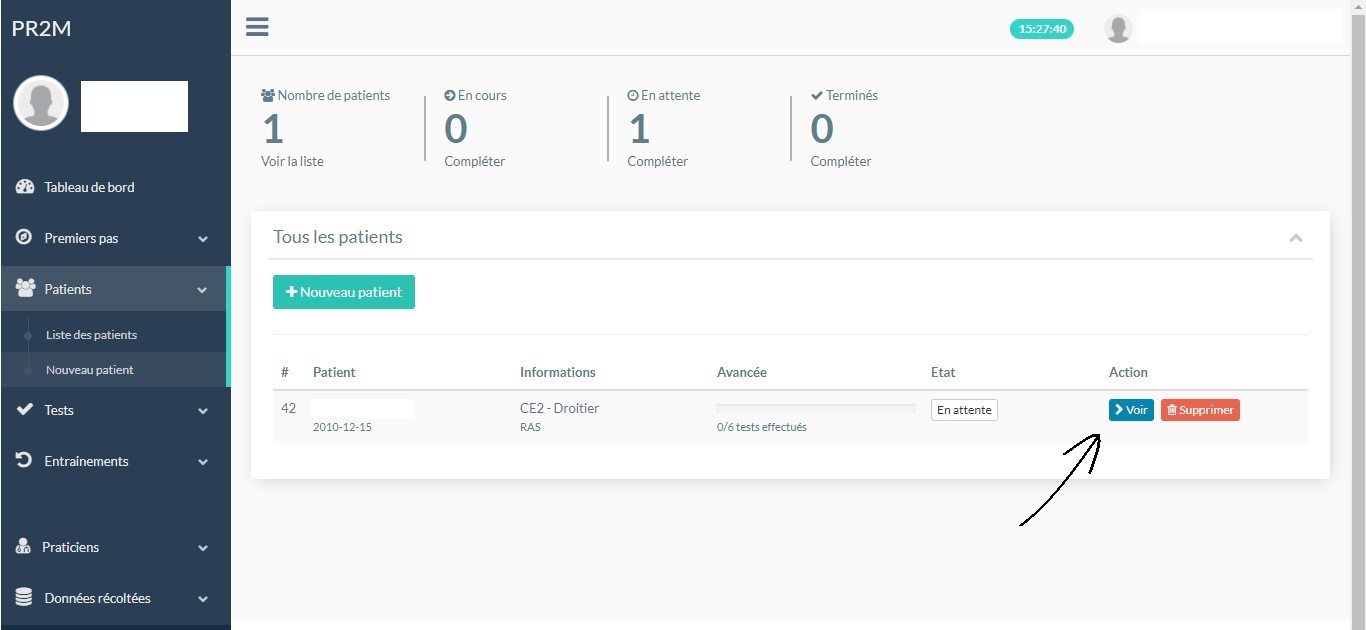 PR2M
15:27:40
Tableau de bord
Premiers pas
Patients
Liste des patients
Nouveau patient
Tests
Entrainements
Praticiens
Données récoltées
Nombre de patients
1
Voir la liste
En cours
0
Compléter
En attente
1
Compléter
Terminés
0
Compléter
Tous les patients
Nouveau patient
# Patient Informations Avancée Etat Action
42 CE2 - Droitier En attente Voir Supprimer
2010-12-15 RAS 0/6 tests effectués